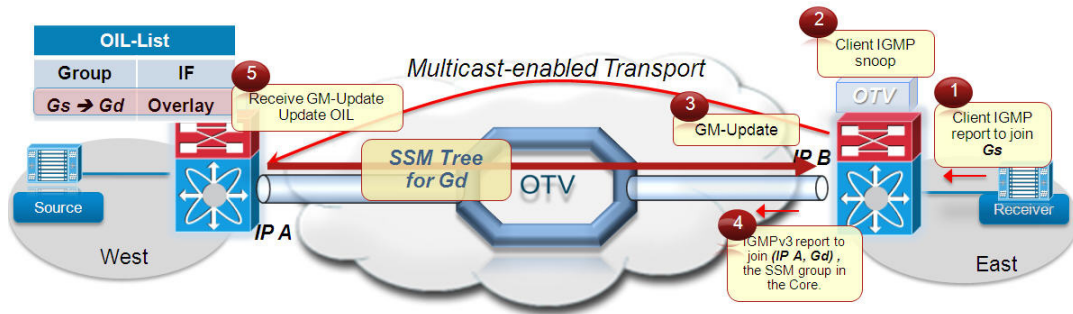 OIL-List
Group IF
Gs ➔ Gd Overlay
5
Receive GM-Update
Update OIL
Multicast-enabled Transport
2
Client IGMP
snoop
OTV
1
Client IGMP
report to join
Gs
3
GM-Update
SSM Tree
for Gd
OTV
IP B
IP A
Source
West
4
IGMPv3 report to
join (IP A, Gd) ,
the SSM group in
the Core.
Receiver
East